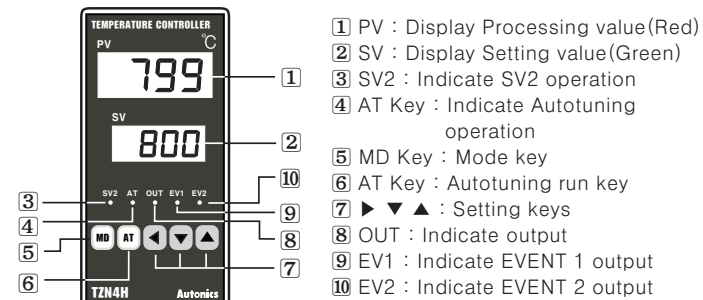 TEMPERATURE CONTROLLER
PV
℃
799
SV
800
SV2 AT OUT EV1 EV2
MD AT ◀ ▼ ▲
TZN4H Autonics
1
2
10
9
8
7
3
4
5
6
1 PV : Display Processing value(Red)
2 SV : Display Setting value(Green)
3 SV2 : Indicate SV2 operation
4 AT Key : Indicate Autotuning
operation
5 MD Key : Mode key
6 AT Key : Autotuning run key
7 ▶ ▼ ▲ : Setting keys
8 OUT : Indicate output
9 EV1 : Indicate EVENT 1 output
10 EV2 : Indicate EVENT 2 output